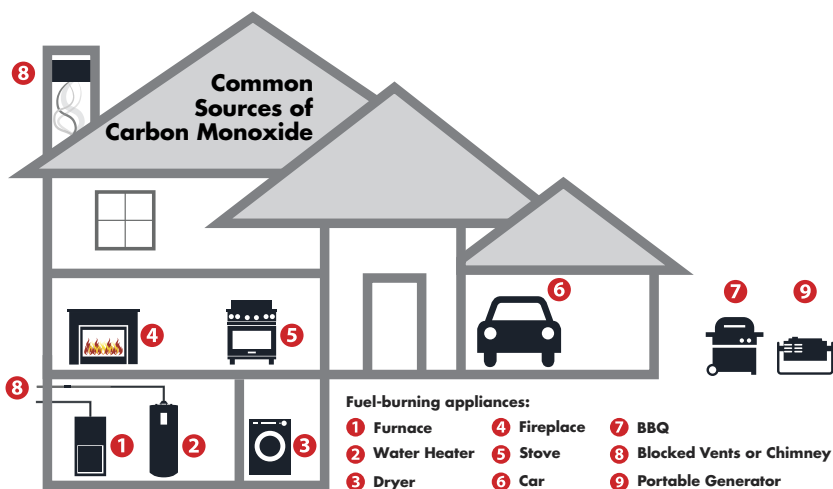 Common
Sources of
Carbon Monoxide
8
4
5
6
7
9
8
1
2
3
Fuel-burning appliances:
1 Furnace
2 Water Heater
3 Dryer
4 Fireplace
5 Stove
6 Car
7 BBQ
8 Blocked Vents or Chimney
9 Portable Generator